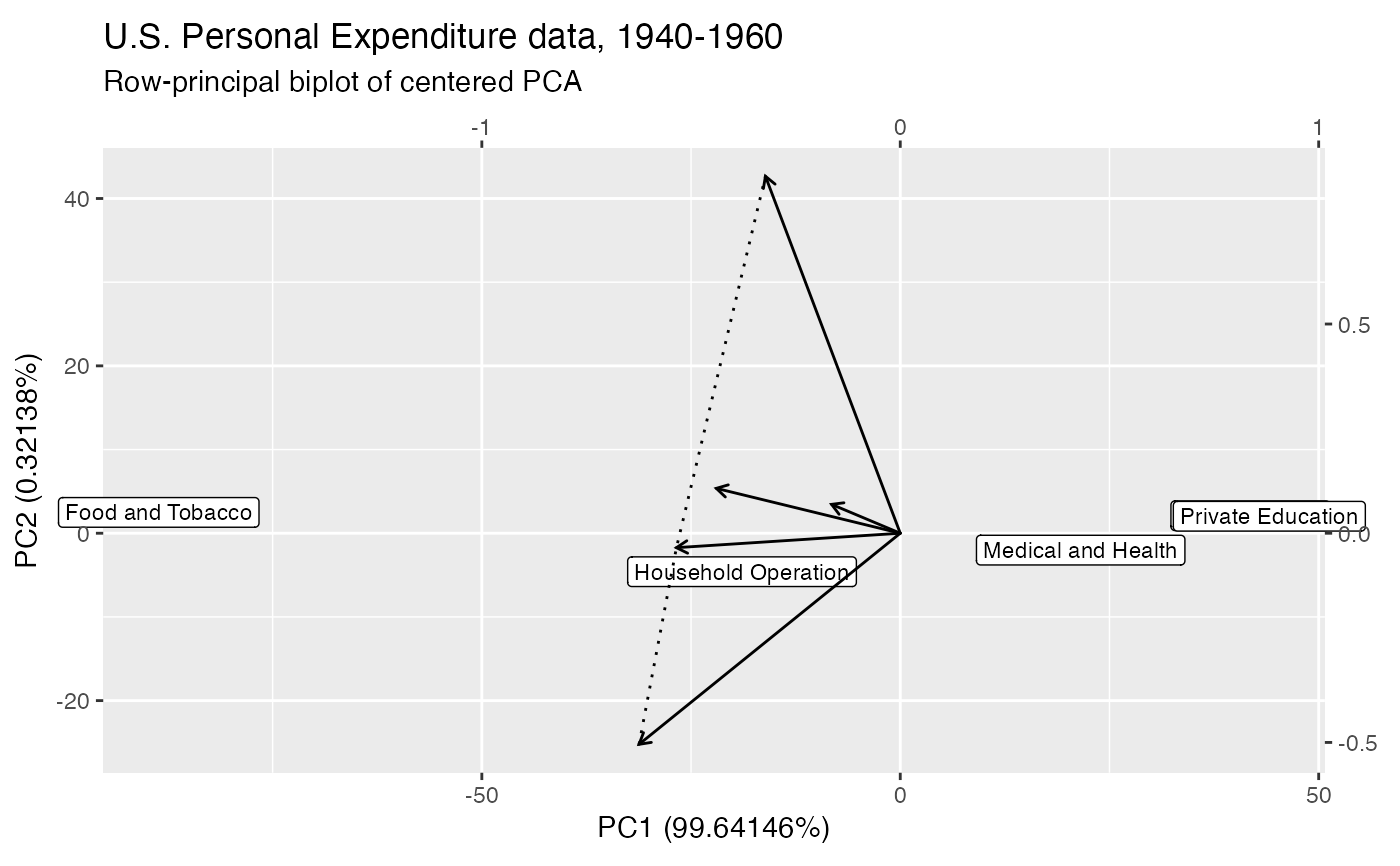 U.S. Personal Expenditure data, 1940-1960
Row-principal biplot of centered PCA
-1 0 1
40
20
0
-20
PC2 (0.32138%)
0.5
0.0
-0.5
Food and Tobacco
Private Education
Medical and Health
Household Operation
-50 0 50
PC1 (99.64146%)